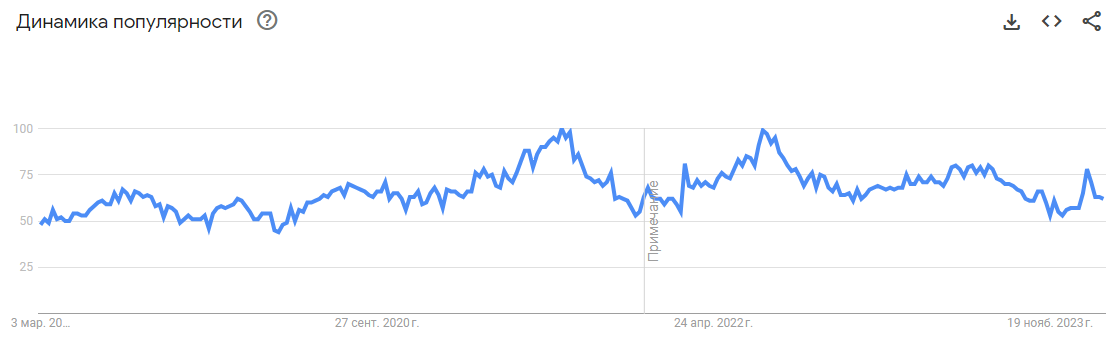 Динамика популярности
100
75
50
25
Примечание
3 мар. 20...
27 сент. 2020 г.
24 апр. 2022 г.
19 нояб. 2023 г.